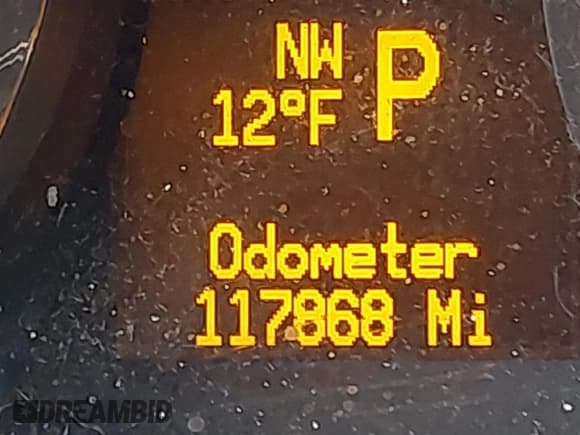 NW P
12°F
Odometer
117868 Mi
DREAMBID